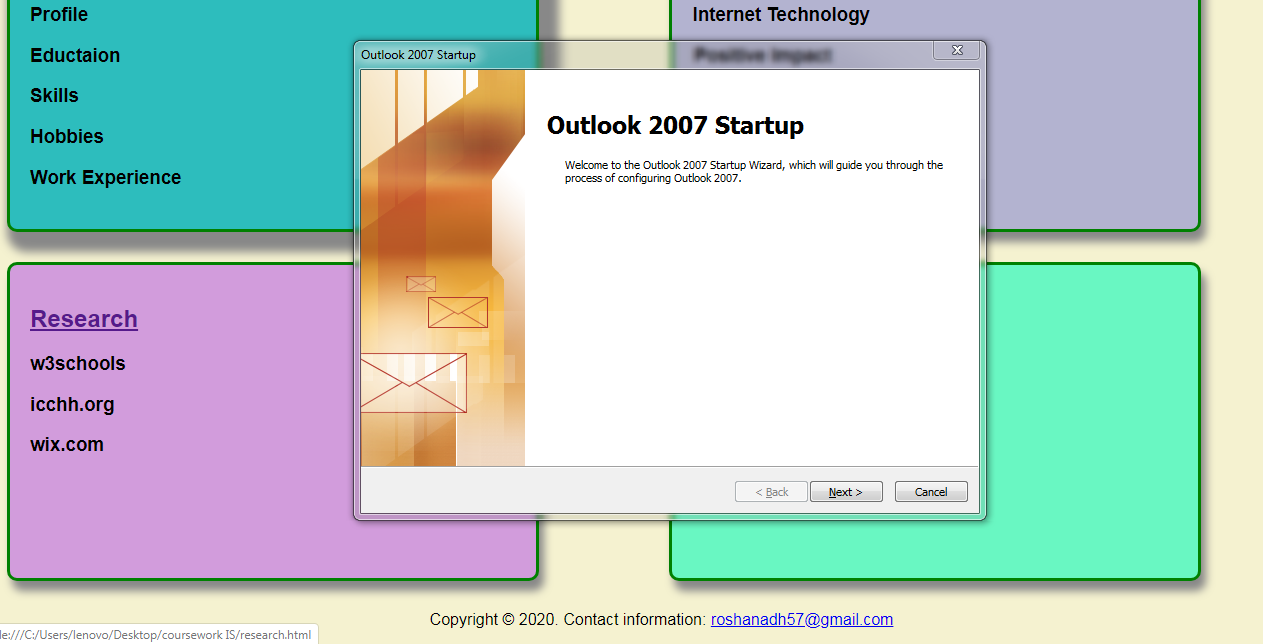 Profile
Eductaion
Skills
Hobbies
Work Experience
Internet Technology
Positive Impact
Outlook 2007 Startup
Outlook 2007 Startup
Welcome to the Outlook 2007 Startup Wizard, which will guide you through the
process of configuring Outlook 2007.
< Back
Next >
Cancel
Research
w3schools
icchh.org
wix.com
Copyright © 2020. Contact information: roshanadh57@gmail.com
le:///C:/Users/lenovo/Desktop/coursework IS/research.html